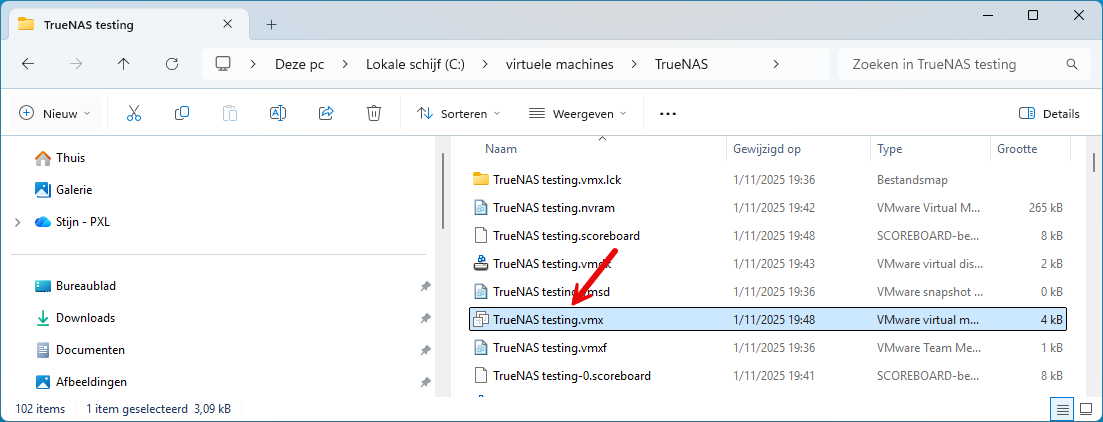 TrueNAS testing
Deze pc > Lokale schijf (C:) > virtuele machines > TrueNAS >
Zoeken in TrueNAS testing
Nieuw
Sorteren
Weergeven
Details
Thuis
Galerie
Stijn - PXL
Bureaublad
Downloads
Documenten
Afbeeldingen
Naam Gewijzigd op Type Grootte
TrueNAS testing.vmx.lck 1/11/2025 19:36 Bestandsmap
TrueNAS testing.nvram 1/11/2025 19:42 VMware Virtual M... 265 kB
TrueNAS testing.scoreboard 1/11/2025 19:48 SCOREBOARD-be... 8 kB
TrueNAS testing.vmdk 1/11/2025 19:43 VMware virtual dis... 2 kB
TrueNAS testing.vmsd 1/11/2025 19:36 VMware snapshot ... 0 kB
TrueNAS testing.vmx 1/11/2025 19:48 VMware virtual m... 4 kB
TrueNAS testing.vmxf 1/11/2025 19:36 VMware Team Me... 1 kB
TrueNAS testing-0.scoreboard 1/11/2025 19:41 SCOREBOARD-be... 8 kB
102 items 1 item geselecteerd 3,09 kB